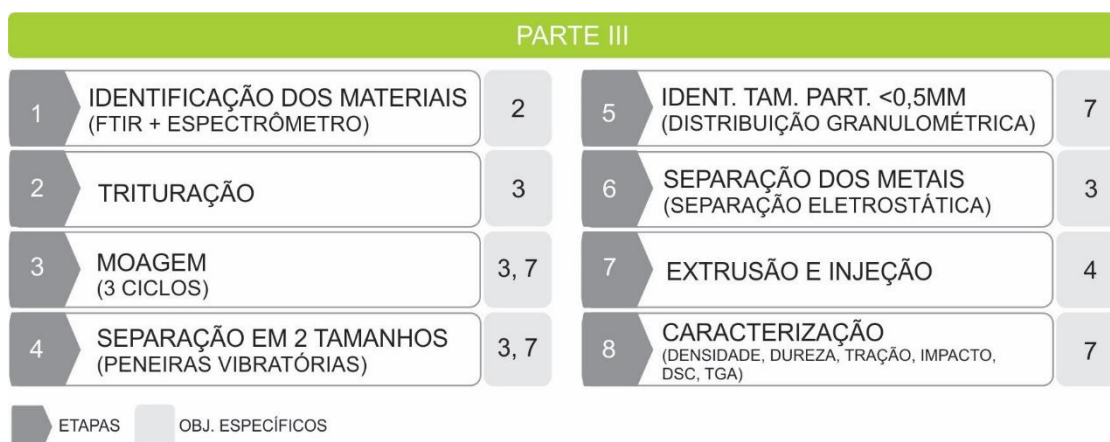 PARTE III
1
IDENTIFICAÇÃO DOS MATERIAIS
(FTIR + ESPECTRÔMETRO)
2
2
TRITURAÇÃO
3
3
MOAGEM
(3 CICLOS)
3, 7
4
SEPARAÇÃO EM 2 TAMANHOS
(PENEIRAS VIBRATÓRIAS)
3, 7
5
IDENT. TAM. PART. <0,5MM
(DISTRIBUIÇÃO GRANULOMÉTRICA)
7
6
SEPARAÇÃO DOS METAIS
(SEPARAÇÃO ELETROSTÁTICA)
3
7
EXTRUSÃO E INJEÇÃO
4
8
CARACTERIZAÇÃO
(DENSIDADE, DUREZA, TRAÇÃO, IMPACTO,
DSC, TGA)
7
ETAPAS
OBJ. ESPECÍFICOS